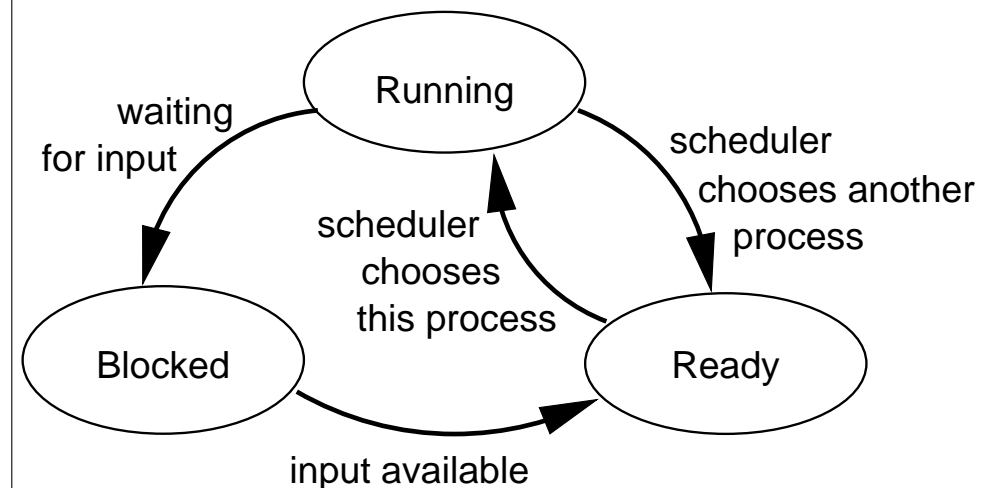 Running
waiting
for input
scheduler
chooses another
process
scheduler
chooses
this process
Blocked
Ready
input available